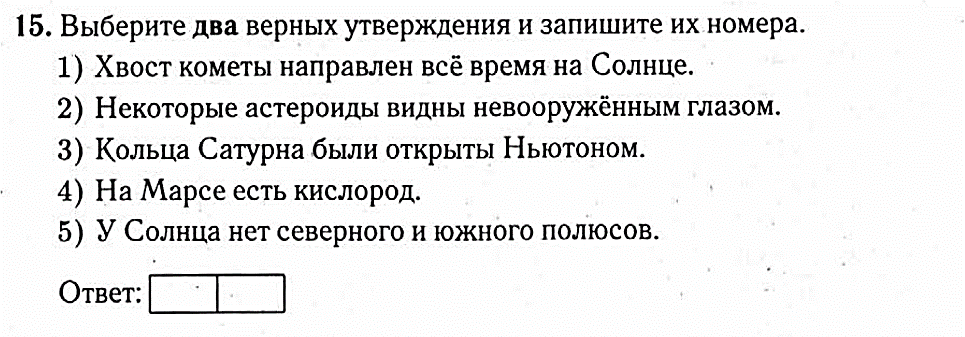 15. Выберите два верных утверждения и запишите их номера.
1) Хвост кометы направлен всё время на Солнце.
2) Некоторые астероиды видны невооружённым глазом.
3) Кольца Сатурна были открыты Ньютоном.
4) На Марсе есть кислород.
5) У Солнца нет северного и южного полюсов.
Ответ: